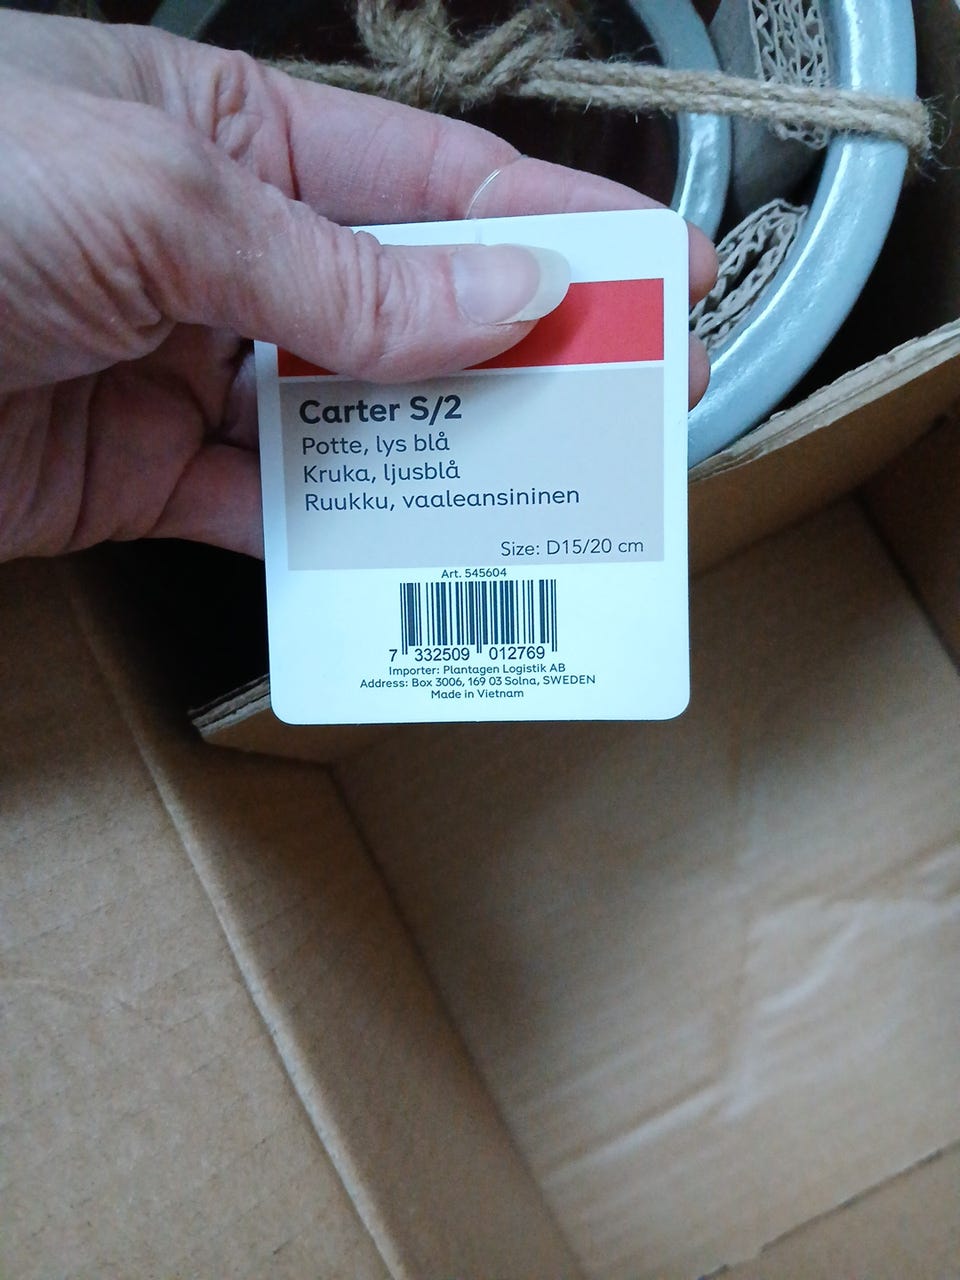 Carter S/2
Potte, lys blå
Kruka, ljusblå
Ruukku, vaaleansininen
Size: D15/20 cm
Art. 545604
7 332509 012769
Importer: Plantagen Logistik AB
Address: Box 3006, 169 03 Solna, SWEDEN
Made in Vietnam